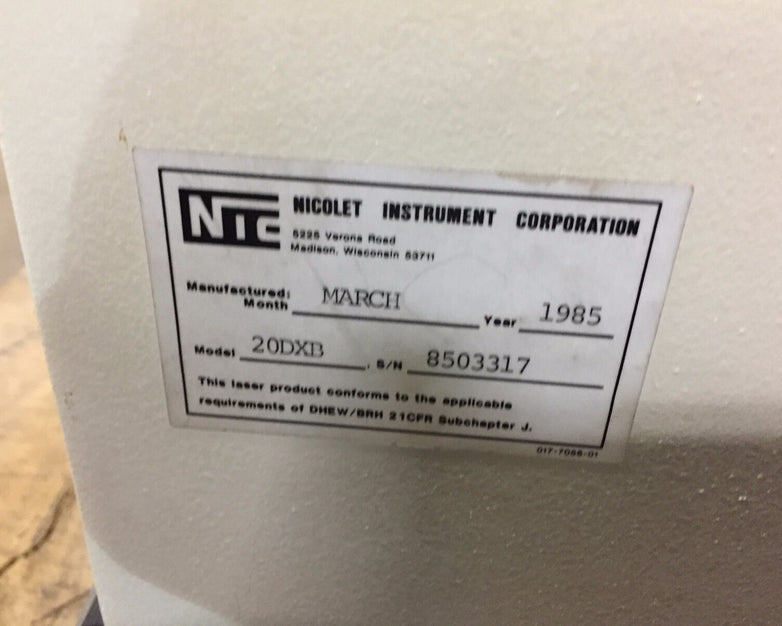 NIC NICOLET INSTRUMENT CORPORATION
5225 Verona Road
Madison, Wisconsin 53711
Manufactured:
Month MARCH Year 1985
Model 20DXB , S/N 8503317
This laser product conforms to the applicable
requirements of DHEW/BRH 21CFR Subchapter J.
017-7066-01